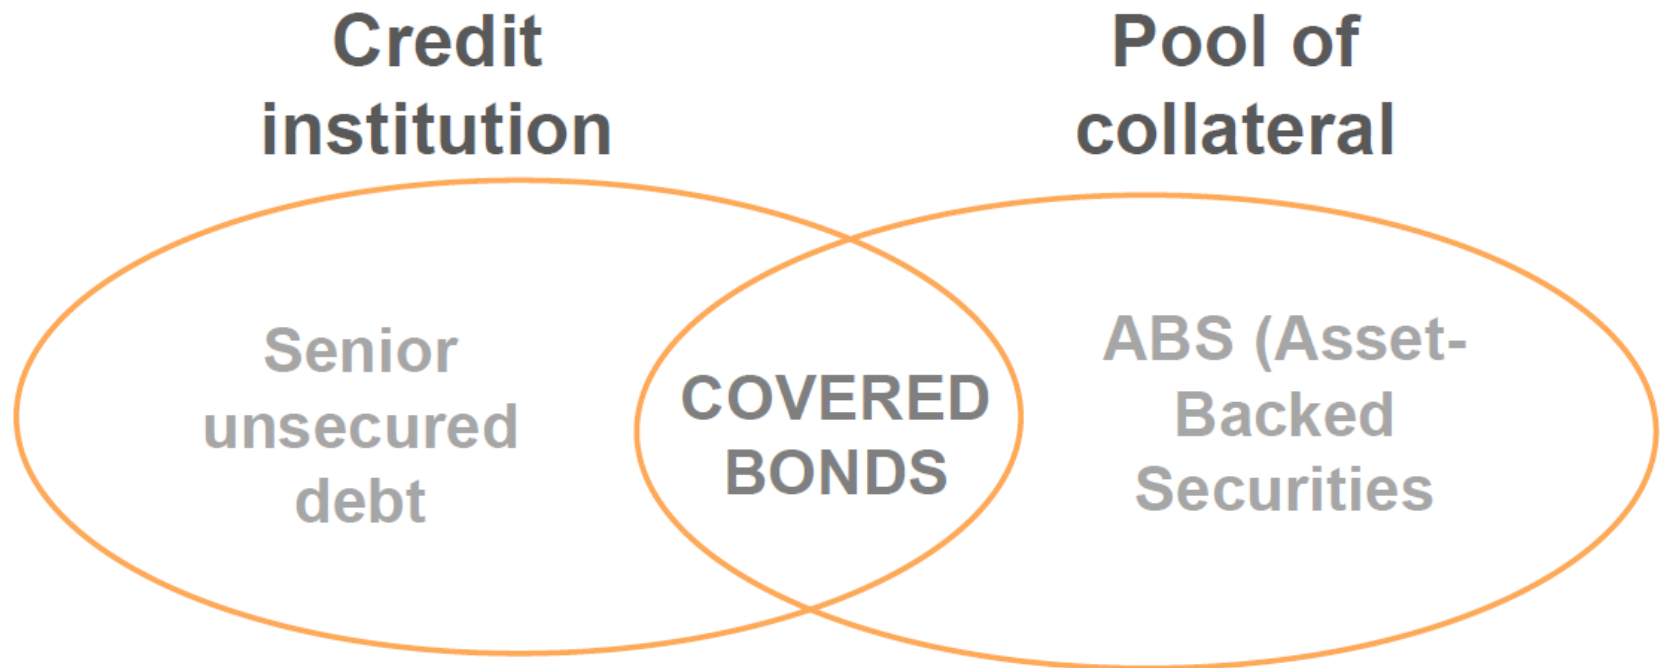 Credit
institution
Pool of
collateral
Senior
unsecured
debt
COVERED
BONDS
ABS (Asset-
Backed
Securities